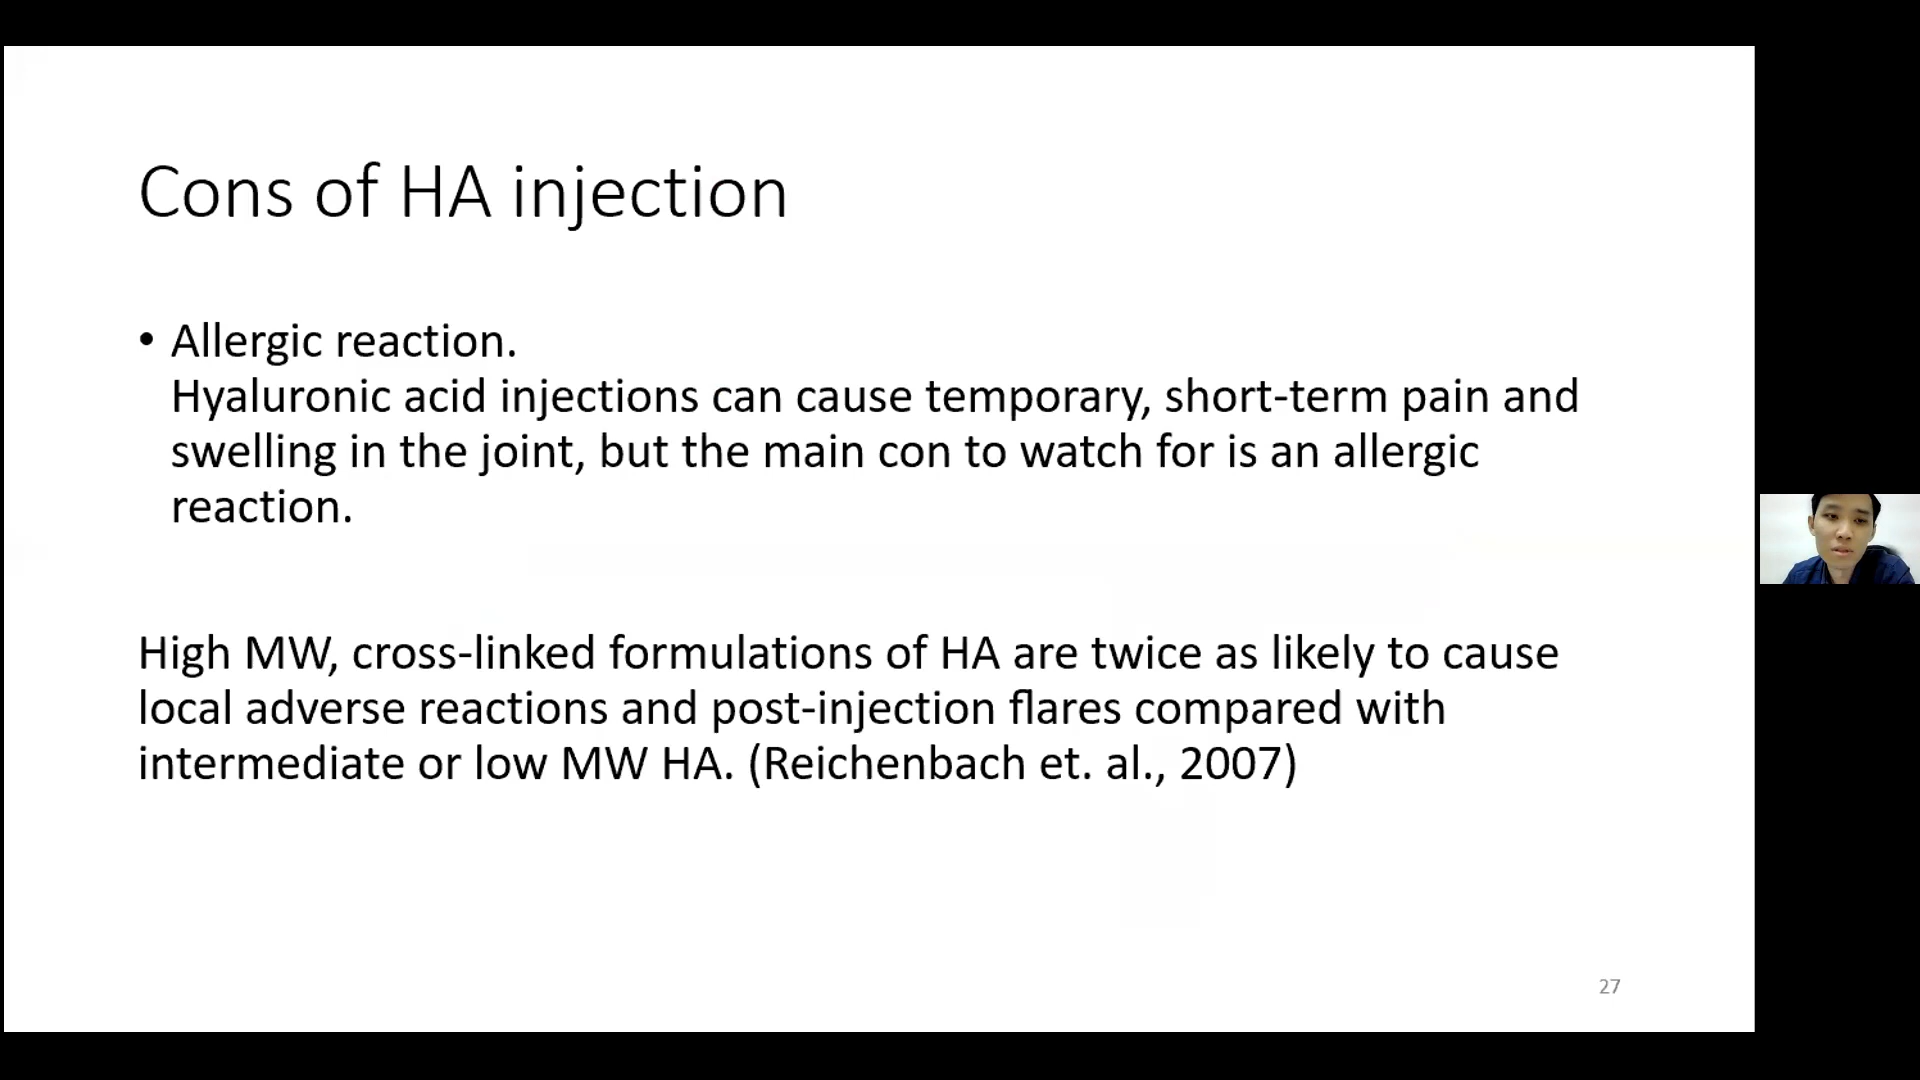 Cons of HA injection
• Allergic reaction.
Hyaluronic acid injections can cause temporary, short-term pain and
swelling in the joint, but the main con to watch for is an allergic
reaction.
High MW, cross-linked formulations of HA are twice as likely to cause
local adverse reactions and post-injection flares compared with
intermediate or low MW HA. (Reichenbach et. al., 2007)
27